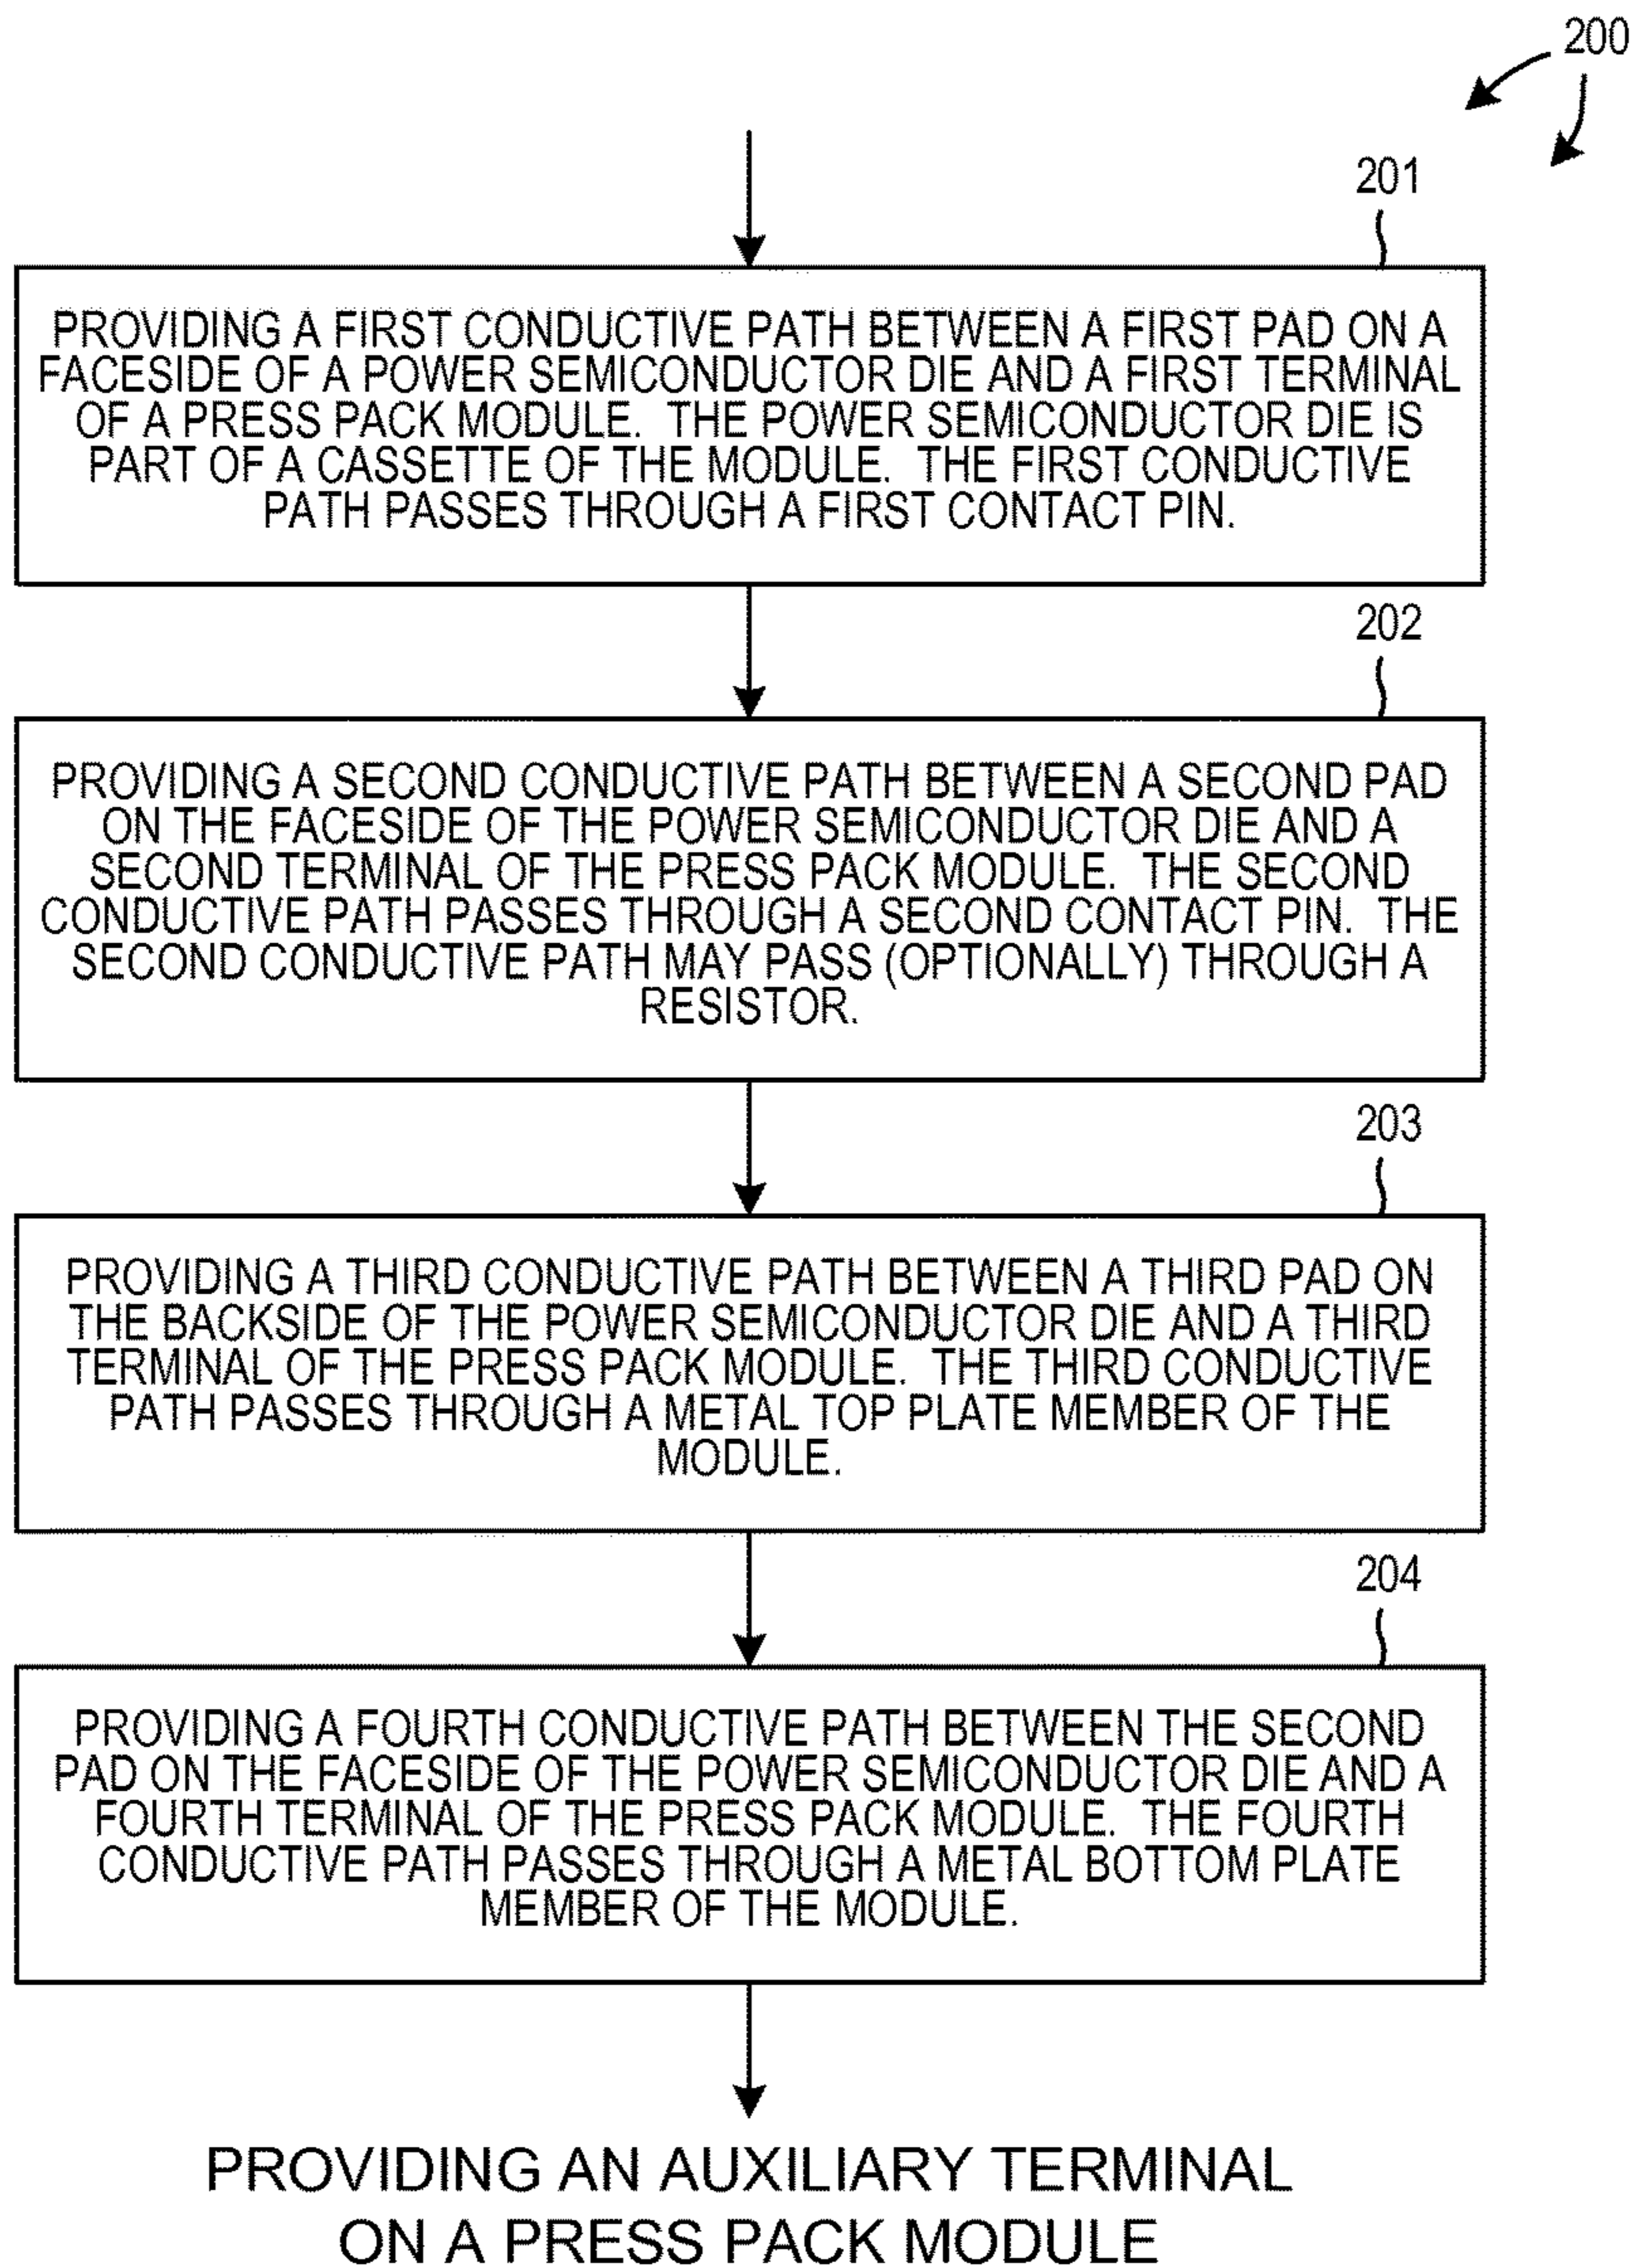 200
201
PROVIDING A FIRST CONDUCTIVE PATH BETWEEN A FIRST PAD ON A
FACESIDE OF A POWER SEMICONDUCTOR DIE AND A FIRST TERMINAL
OF A PRESS PACK MODULE. THE POWER SEMICONDUCTOR DIE IS
PART OF A CASSETTE OF THE MODULE. THE FIRST CONDUCTIVE
PATH PASSES THROUGH A FIRST CONTACT PIN.
202
PROVIDING A SECOND CONDUCTIVE PATH BETWEEN A SECOND PAD
ON THE FACESIDE OF THE POWER SEMICONDUCTOR DIE AND A
SECOND TERMINAL OF THE PRESS PACK MODULE. THE SECOND
CONDUCTIVE PATH PASSES THROUGH A SECOND CONTACT PIN. THE
SECOND CONDUCTIVE PATH MAY PASS (OPTIONALLY) THROUGH A
RESISTOR.
203
PROVIDING A THIRD CONDUCTIVE PATH BETWEEN A THIRD PAD ON
THE BACKSIDE OF THE POWER SEMICONDUCTOR DIE AND A THIRD
TERMINAL OF THE PRESS PACK MODULE. THE THIRD CONDUCTIVE
PATH PASSES THROUGH A METAL TOP PLATE MEMBER OF THE
MODULE.
204
PROVIDING A FOURTH CONDUCTIVE PATH BETWEEN THE SECOND
PAD ON THE FACESIDE OF THE POWER SEMICONDUCTOR DIE AND A
FOURTH TERMINAL OF THE PRESS PACK MODULE. THE FOURTH
CONDUCTIVE PATH PASSES THROUGH A METAL BOTTOM PLATE
MEMBER OF THE MODULE.
PROVIDING AN AUXILIARY TERMINAL
ON A PRESS PACK MODULE